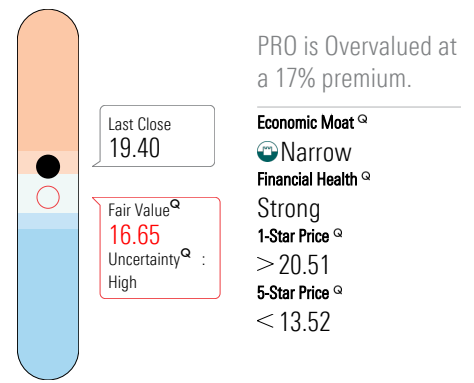 PRO is Overvalued at
a 17% premium.
Last Close
19.40
Fair Value Q
16.65
Uncertainty Q :
High
Economic Moat Q
Narrow
Financial Health Q
Strong
1-Star Price Q
> 20.51
5-Star Price Q
< 13.52